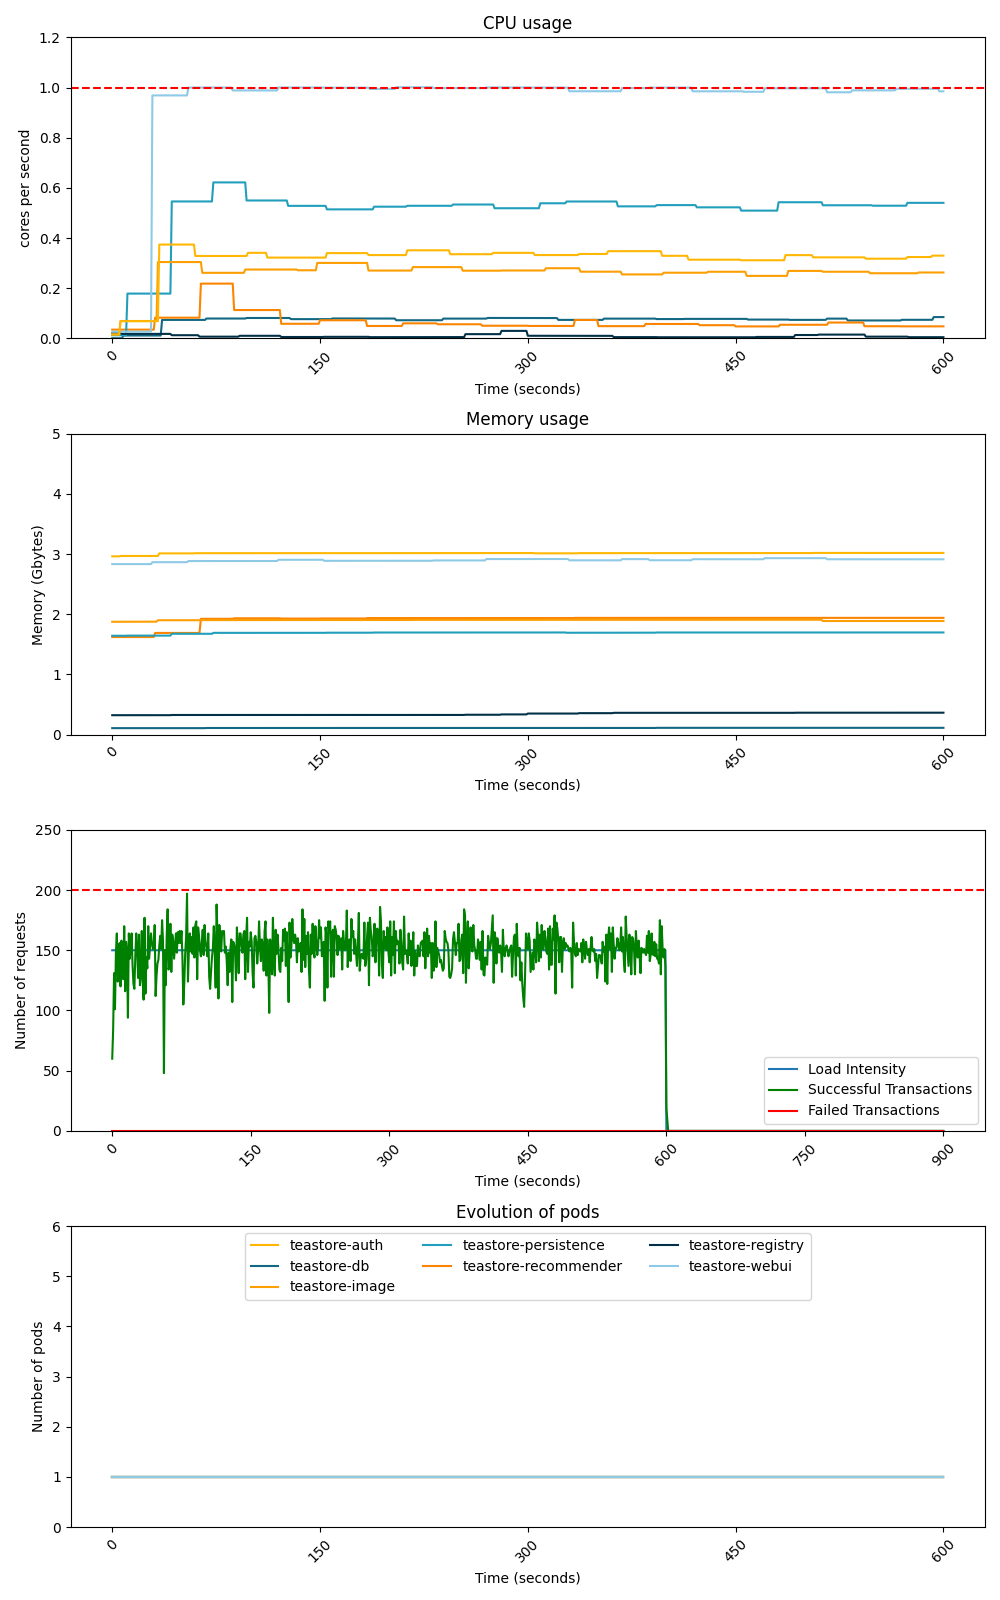 CPU usage
1.2
1.0
0.8
0.6
0.4
0.2
0.0
cores per second
0 150 300 450 600
Time (seconds)
Memory usage
5
4
3
2
1
0
Memory (Gbytes)
0 150 300 450 600
Time (seconds)
250
200
150
100
50
0
Number of requests
Load Intensity
Successful Transactions
Failed Transactions
0 150 300 450 600 750 900
Time (seconds)
Evolution of pods
6
5
4
3
2
1
0
Number of pods
teastore-auth teastore-persistence teastore-registry
teastore-db teastore-recommender teastore-webui
teastore-image
0 150 300 450 600
Time (seconds)